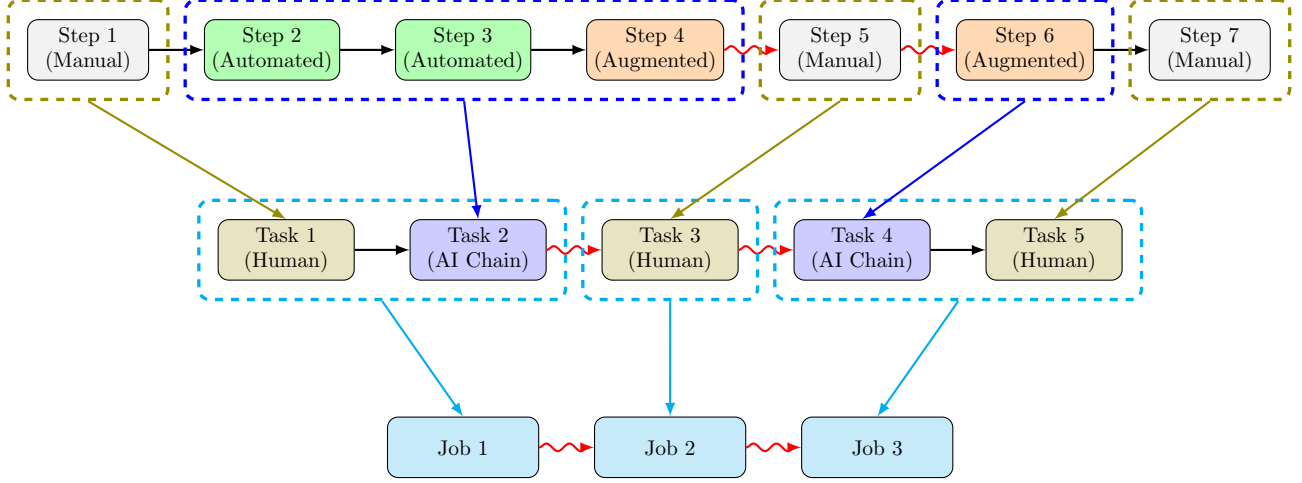 Step 1
(Manual)
Step 2
(Automated)
Step 3
(Automated)
Step 4
(Augmented)
Step 5
(Manual)
Step 6
(Augmented)
Step 7
(Manual)
Task 1
(Human)
Task 2
(AI Chain)
Task 3
(Human)
Task 4
(AI Chain)
Task 5
(Human)
Job 1
Job 2
Job 3